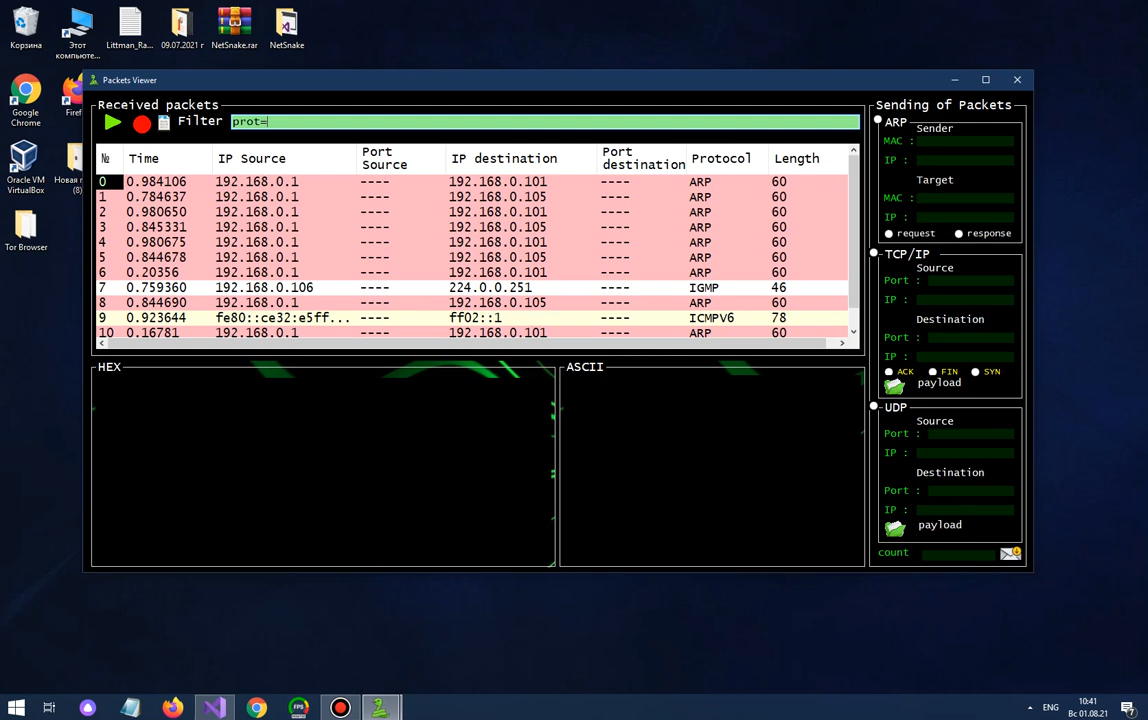 Корзина
Этот
компьюте...
Littman_Ra...
09.07.2021 г
NetSnake.rar
NetSnake
Google
Chrome
Firef
Oracle VM
VirtualBox
Новая п
(8)
Tor Browser
Packets Viewer
Received packets
Filter prot=
№ Time IP Source Port Source IP destination Port destination Protocol Length
0 0.984106 192.168.0.1 ---- 192.168.0.101 ---- ARP 60
1 0.784637 192.168.0.1 ---- 192.168.0.105 ---- ARP 60
2 0.980650 192.168.0.1 ---- 192.168.0.101 ---- ARP 60
3 0.845331 192.168.0.1 ---- 192.168.0.105 ---- ARP 60
4 0.980675 192.168.0.1 ---- 192.168.0.101 ---- ARP 60
5 0.844678 192.168.0.1 ---- 192.168.0.105 ---- ARP 60
6 0.20356 192.168.0.1 ---- 192.168.0.101 ---- ARP 60
7 0.759360 192.168.0.106 ---- 224.0.0.251 ---- IGMP 46
8 0.844690 192.168.0.1 ---- 192.168.0.105 ---- ARP 60
9 0.923644 fe80::ce32:e5ff... ---- ff02::1 ---- ICMPV6 78
10 0.16781 192.168.0.1 ---- 192.168.0.101 ---- ARP 60
HEX
ASCII
Sending of Packets
ARP
Sender
MAC :
IP :
Target
MAC :
IP :
request response
TCP/IP
Source
Port :
IP :
Destination
Port :
IP :
ACK FIN SYN
payload
UDP
Source
Port :
IP :
Destination
Port :
IP :
payload
count
FPS
ENG
10:41
Вс 01.08.21
7